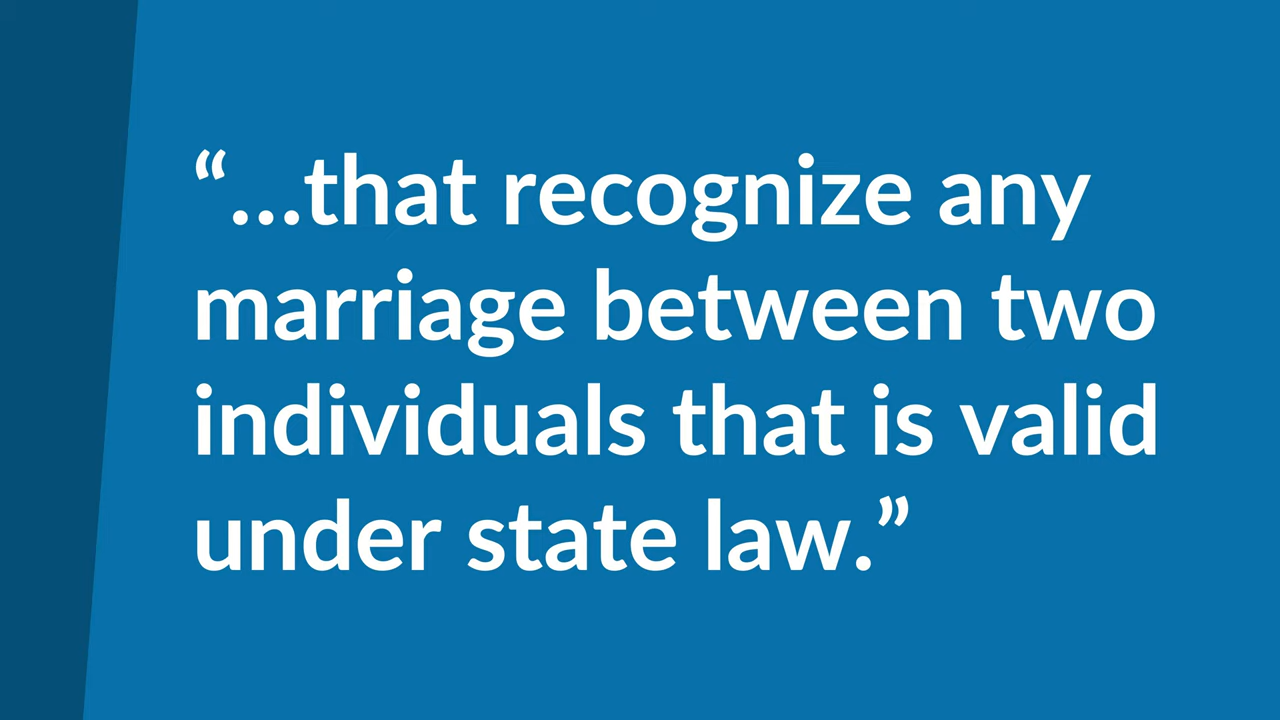 “...that recognize any
marriage between two
individuals that is valid
under state law.”